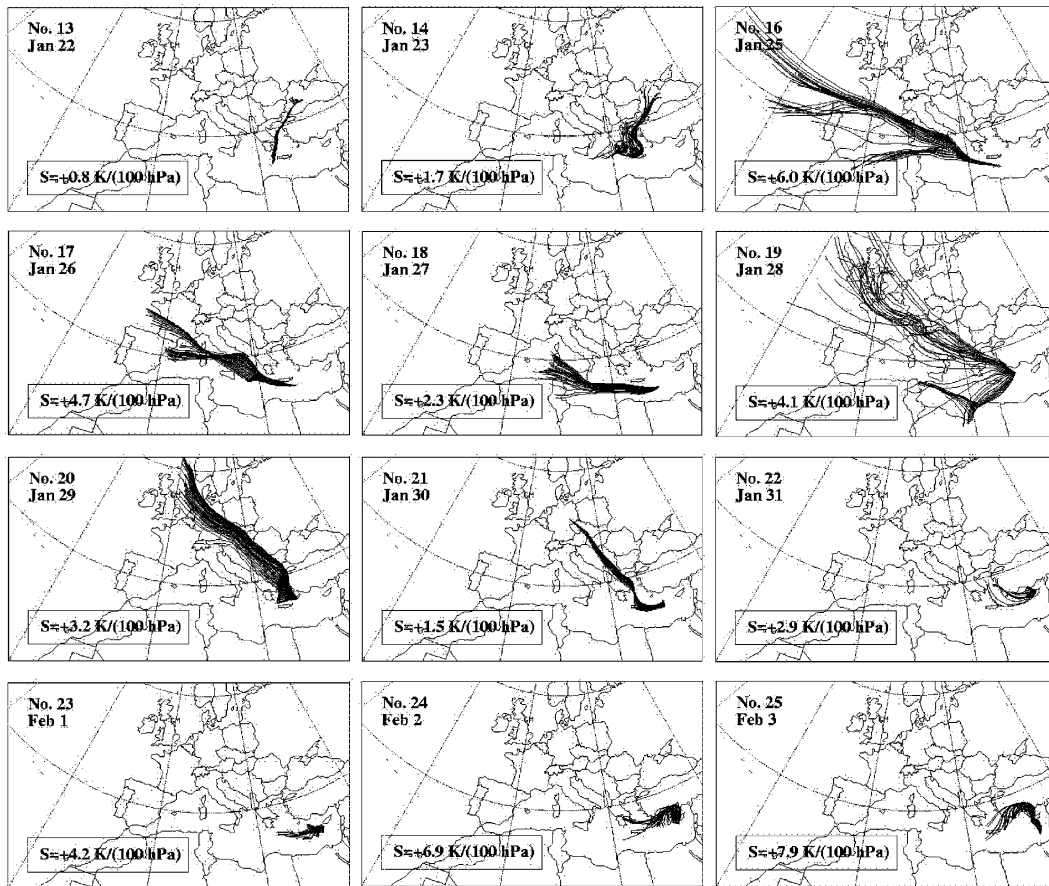 No. 13
Jan 22
S=+0.8 K/(100 hPa)
No. 14
Jan 23
S=+1.7 K/(100 hPa)
No. 16
Jan 25
S=+6.0 K/(100 hPa)
No. 17
Jan 26
S=+4.7 K/(100 hPa)
No. 18
Jan 27
S=+2.3 K/(100 hPa)
No. 19
Jan 28
S=+4.1 K/(100 hPa)
No. 20
Jan 29
S=+3.2 K/(100 hPa)
No. 21
Jan 30
S=+1.5 K/(100 hPa)
No. 22
Jan 31
S=+2.9 K/(100 hPa)
No. 23
Feb 1
S=+4.2 K/(100 hPa)
No. 24
Feb 2
S=+6.9 K/(100 hPa)
No. 25
Feb 3
S=+7.9 K/(100 hPa)